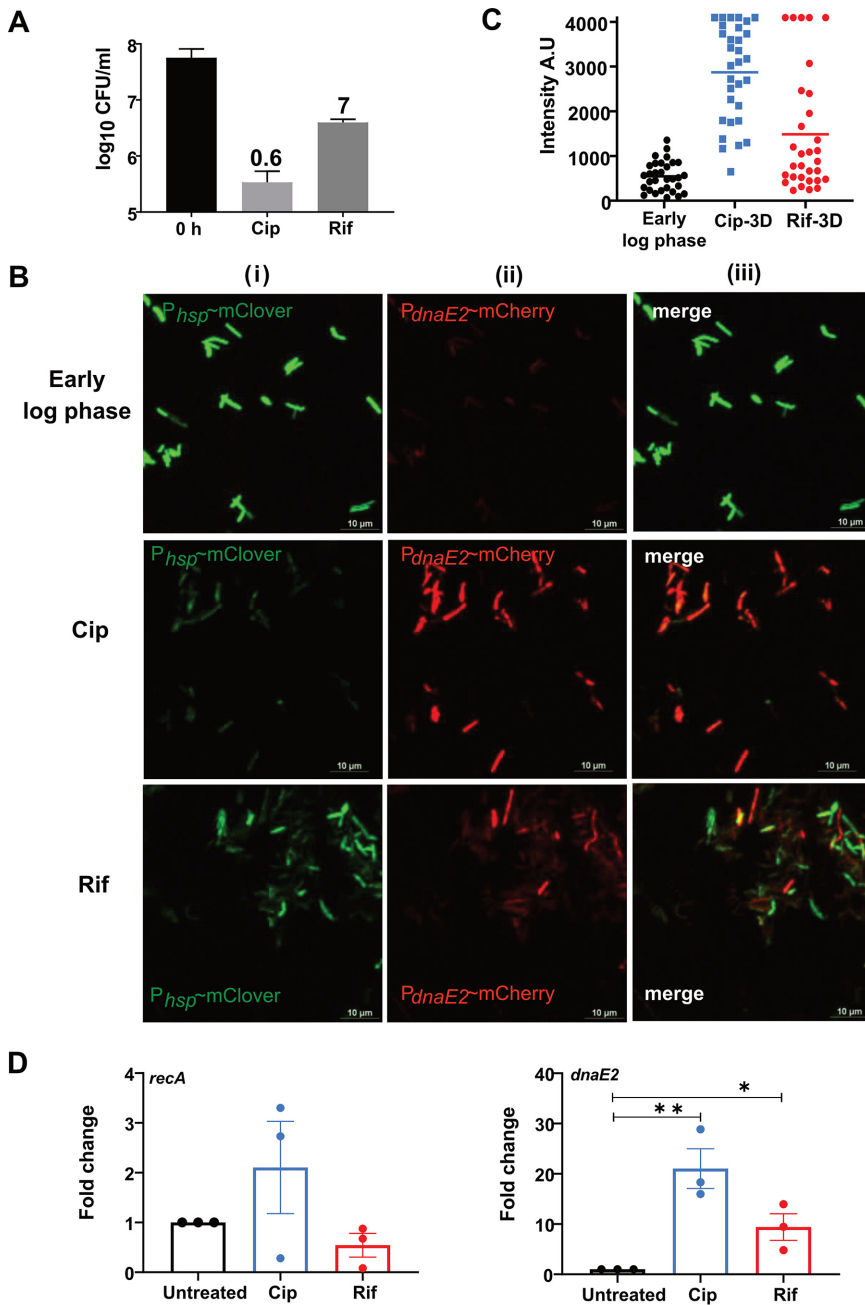 A
log10 CFU/ml
8
7
6
5
0.6
7
0 h
Cip
Rif
C
Intensity A.U
4000
3000
2000
1000
0
Early
log phase
Cip-3D
Rif-3D
B
(i)
(ii)
(iii)
Early
log phase
Phsp~mClover
PdnaE2~mCherry
merge
10 µm
10 µm
10 µm
Cip
Phsp~mClover
PdnaE2~mCherry
merge
10 µm
10 µm
10 µm
Rif
Phsp~mClover
PdnaE2~mCherry
merge
10 µm
10 µm
10 µm
D
recA
Fold change
4
3
2
1
0
Untreated
Cip
Rif
dnaE2
Fold change
40
30
20
10
0
*
**
Untreated
Cip
Rif